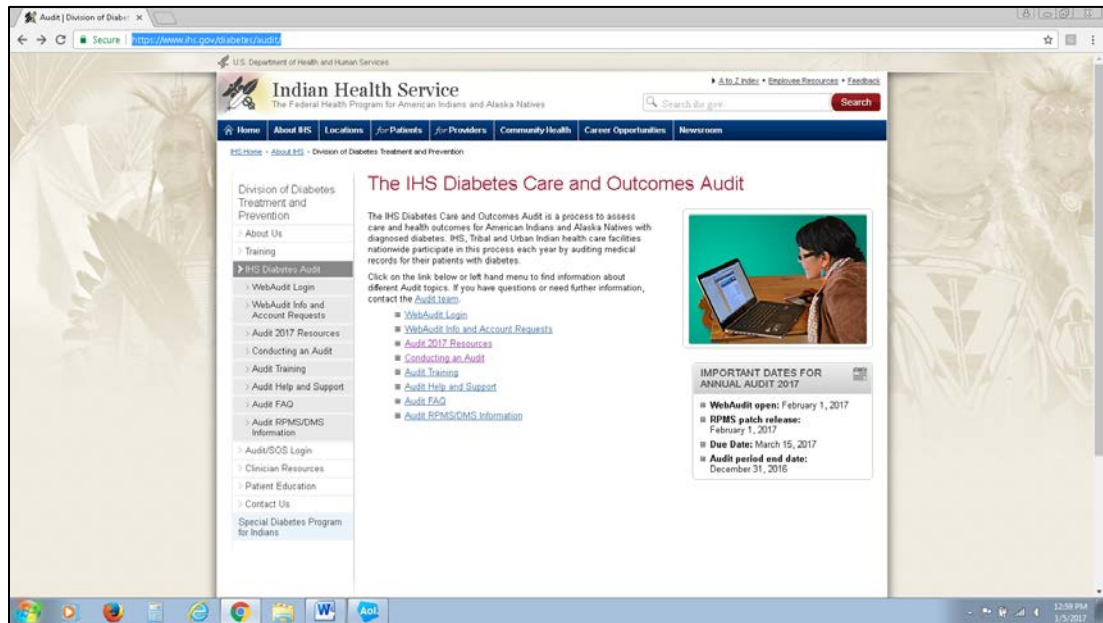 Audit | Division of Diabet
Secure | https://www.ihs.gov/diabetes/audit/
U.S. Department of Health and Human Services
Indian Health Service
The Federal Health Program for American Indians and Alaska Natives
A to Z Index • Employee Resources • Feedback
Search ihs.gov
Search
Home About IHS Locations for Patients for Providers Community Health Career Opportunities Newsroom
IHS Home - About IHS - Division of Diabetes Treatment and Prevention
Division of Diabetes
Treatment and
Prevention
About Us
Training
IHS Diabetes Audit
WebAudit Login
WebAudit Info and
Account Requests
Audit 2017 Resources
Conducting an Audit
Audit Training
Audit Help and Support
Audit FAQ
Audit RPMS/DMS
Information
Audit/SOS Login
Clinician Resources
Patient Education
Contact Us
Special Diabetes Program
for Indians
The IHS Diabetes Care and Outcomes Audit
The IHS Diabetes Care and Outcomes Audit is a process to assess
care and health outcomes for American Indians and Alaska Natives with
diagnosed diabetes. IHS, Tribal and Urban Indian health care facilities
nationwide participate in this process each year by auditing medical
records for their patients with diabetes.
Click on the link below or left hand menu to find information about
different Audit topics. If you have questions or need further information,
contact the Audit team.
WebAudit Login
WebAudit Info and Account Requests
Audit 2017 Resources
Conducting an Audit
Audit Training
Audit Help and Support
Audit FAQ
Audit RPMS/DMS Information
IMPORTANT DATES FOR
ANNUAL AUDIT 2017
WebAudit open: February 1, 2017
RPMS patch release:
February 1, 2017
Due Date: March 15, 2017
Audit period end date:
December 31, 2016
Aol.
12:59 PM
1/5/2017